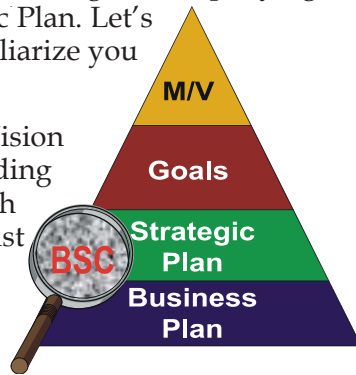 c Plan. Let's
liarize you
ision
ding
h
st
M/V
Goals
Strategic
Plan
BSC
Business
Plan